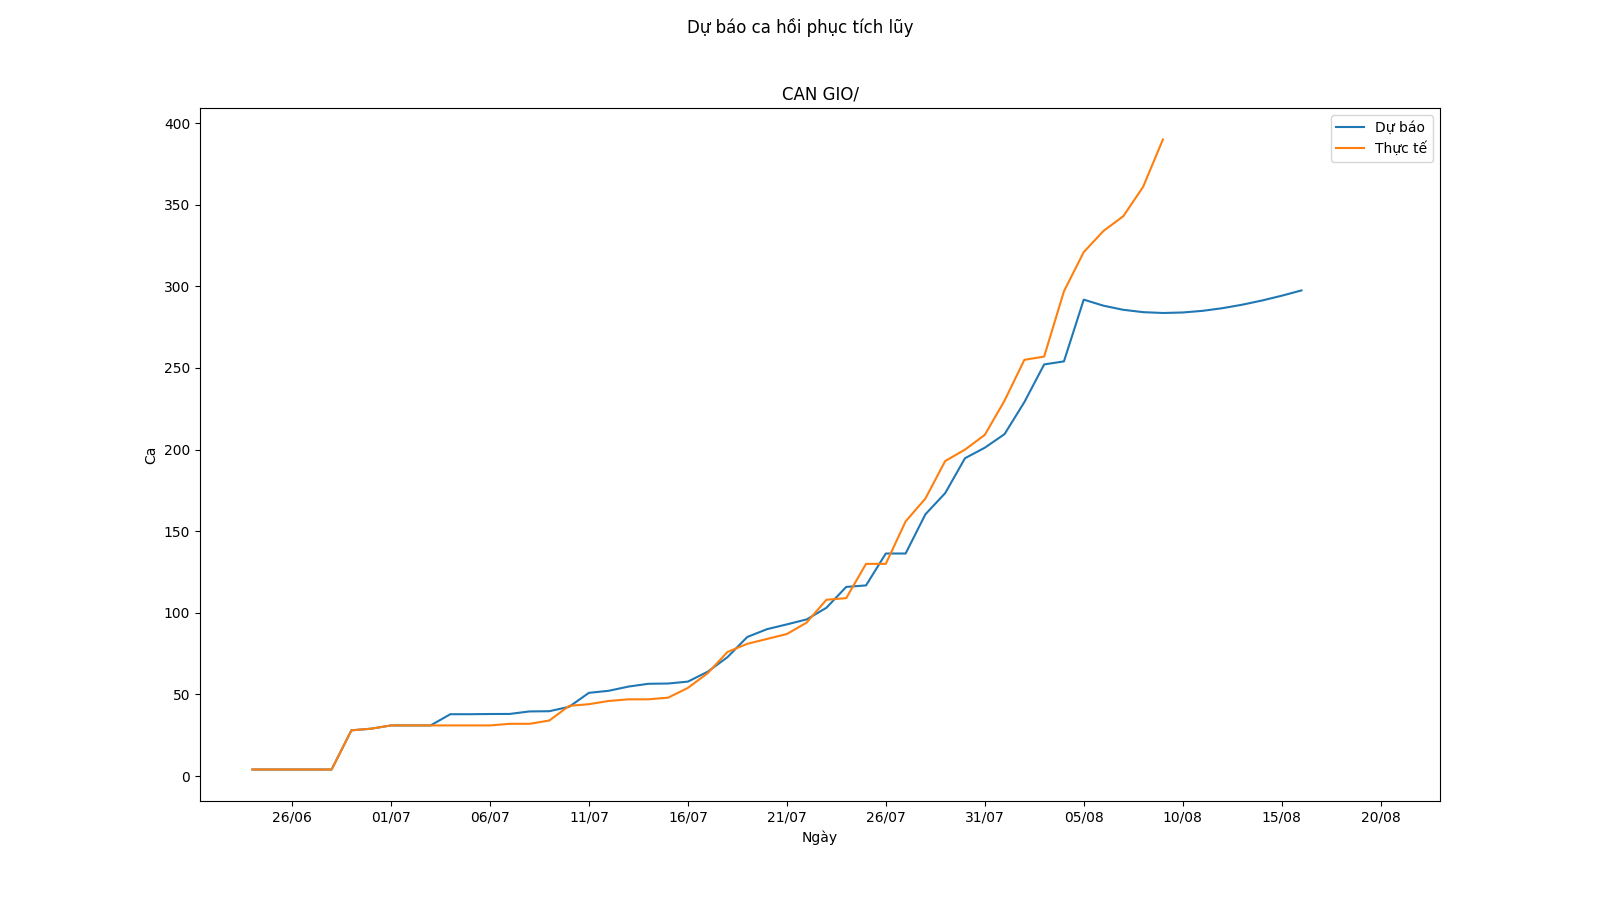 Dự báo ca hồi phục tích lũy
CAN GIO/
Dự báo
Thực tế
400
350
300
250
200
150
100
50
0
Ca
26/06 01/07 06/07 11/07 16/07 21/07 26/07 31/07 05/08 10/08 15/08 20/08
Ngày